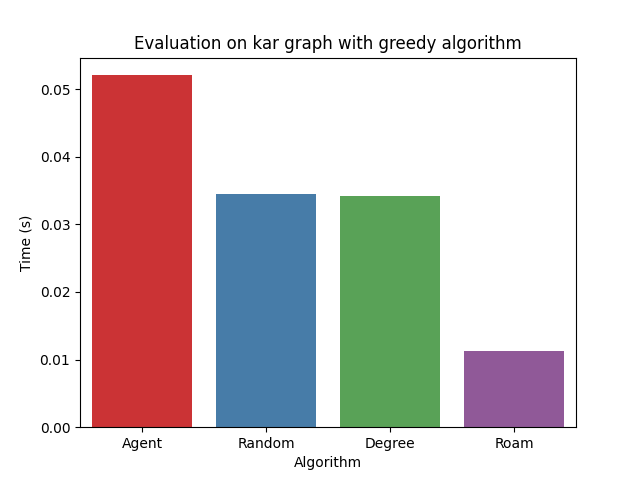 Evaluation on kar graph with greedy algorithm
0.05
0.04
0.03
0.02
0.01
0.00
Time (s)
Agent Random Degree Roam
Algorithm